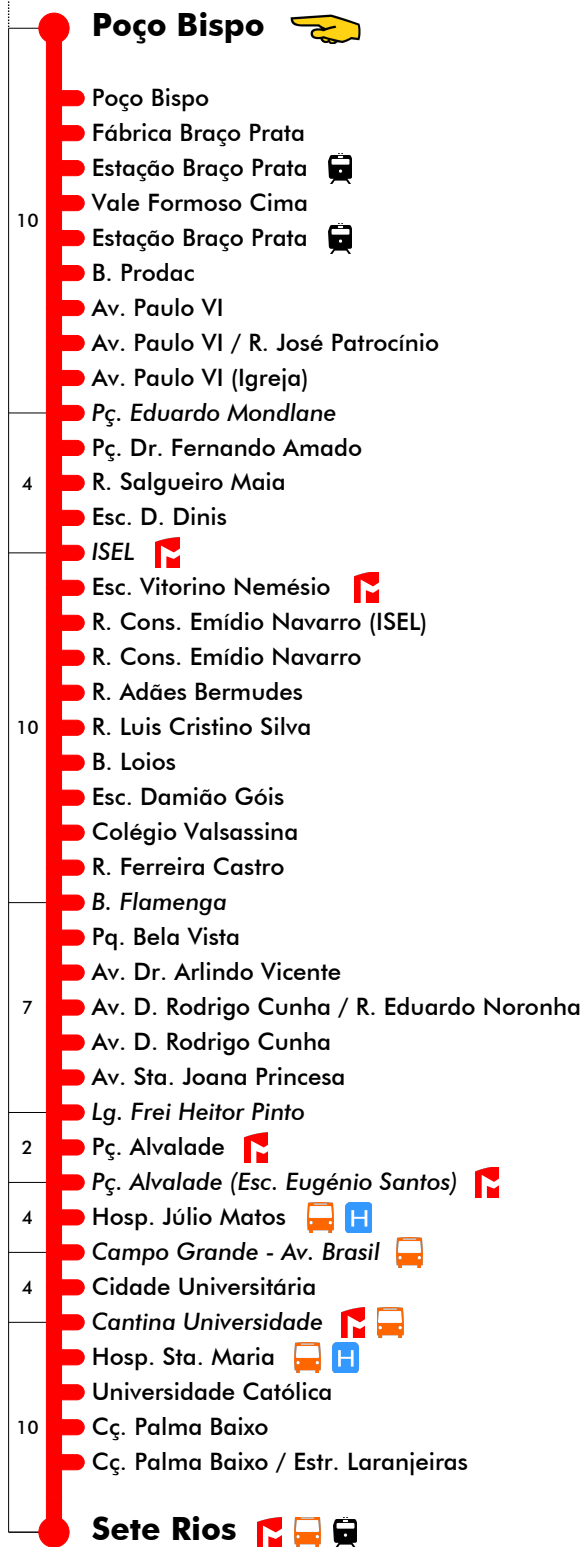 Poço Bispo
Poço Bispo
Fábrica Braço Prata
Estação Braço Prata
Vale Formoso Cima
10
Estação Braço Prata
B. Prodac
Av. Paulo VI
Av. Paulo VI / R. José Patrocínio
Av. Paulo VI (Igreja)
Pç. Eduardo Mondlane
Pç. Dr. Fernando Amado
4 R. Salgueiro Maia
Esc. D. Dinis
ISEL
Esc. Vitorino Nemésio
R. Cons. Emídio Navarro (ISEL)
R. Cons. Emídio Navarro
R. Adães Bermudes
10 R. Luis Cristino Silva
B. Loios
Esc. Damião Góis
Colégio Valsassina
R. Ferreira Castro
B. Flamenga
Pq. Bela Vista
Av. Dr. Arlindo Vicente
7 Av. D. Rodrigo Cunha / R. Eduardo Noronha
Av. D. Rodrigo Cunha
Av. Sta. Joana Princesa
Lg. Frei Heitor Pinto
2 Pç. Alvalade
Pç. Alvalade (Esc. Eugénio Santos)
4 Hosp. Júlio Matos H
Campo Grande - Av. Brasil
4 Cidade Universitária
Cantina Universidade
Hosp. Sta. Maria H
Universidade Católica
10 Cç. Palma Baixo
Cç. Palma Baixo / Estr. Laranjeiras
Sete Rios